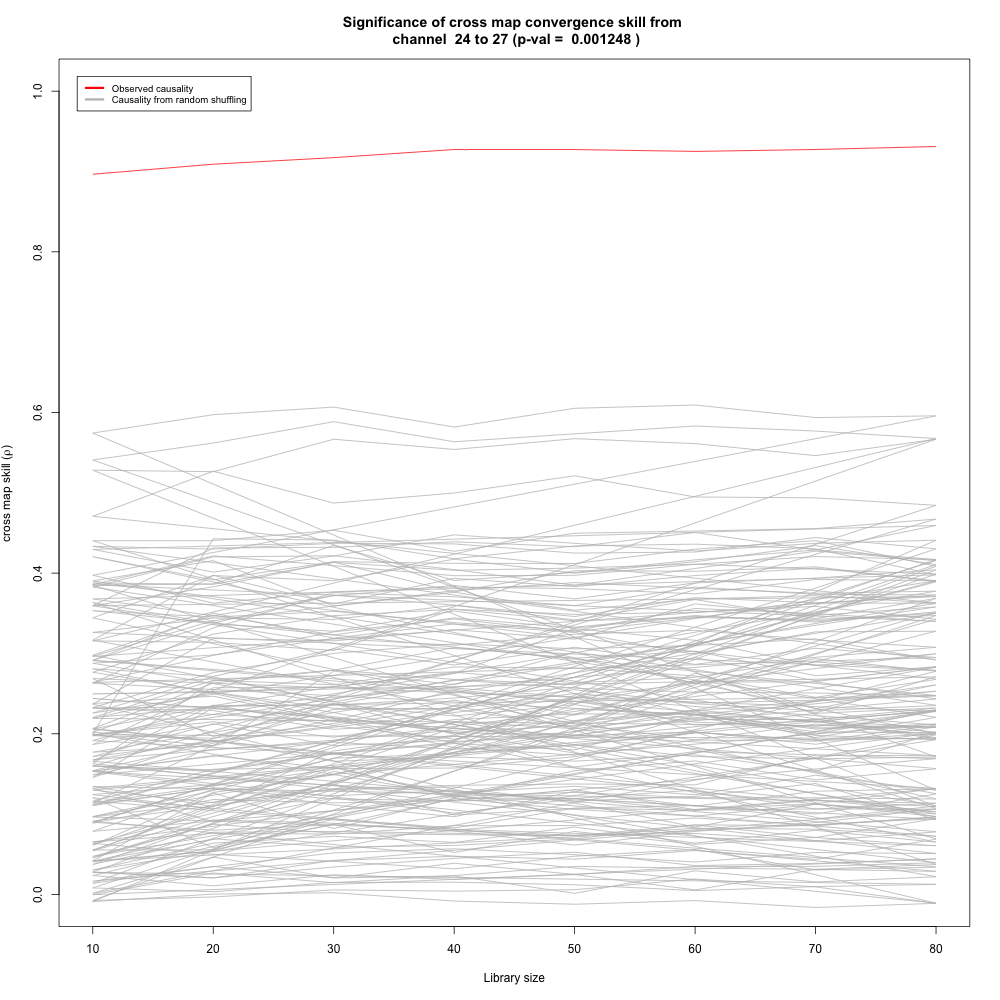 Significance of cross map convergence skill from
channel  24 to 27 (p-val =  0.001248 )
Observed causality
Causality from random shuffling
1.0
0.8
0.6
0.4
0.2
0.0
cross map skill (ρ)
10 20 30 40 50 60 70 80
Library size